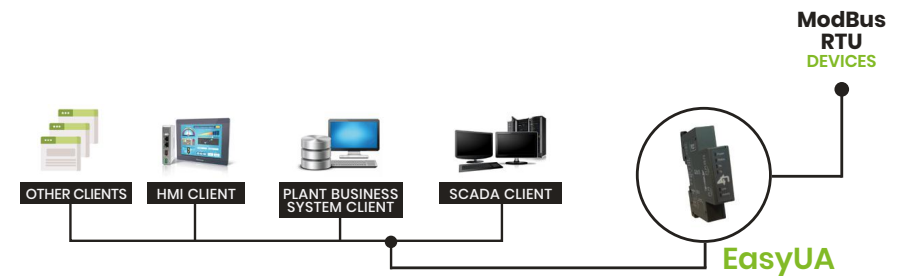 ModBus
RTU
DEVICES
OTHER CLIENTS
HMI CLIENT
PLANT BUSINESS
SYSTEM CLIENT
SCADA CLIENT
EasyUA